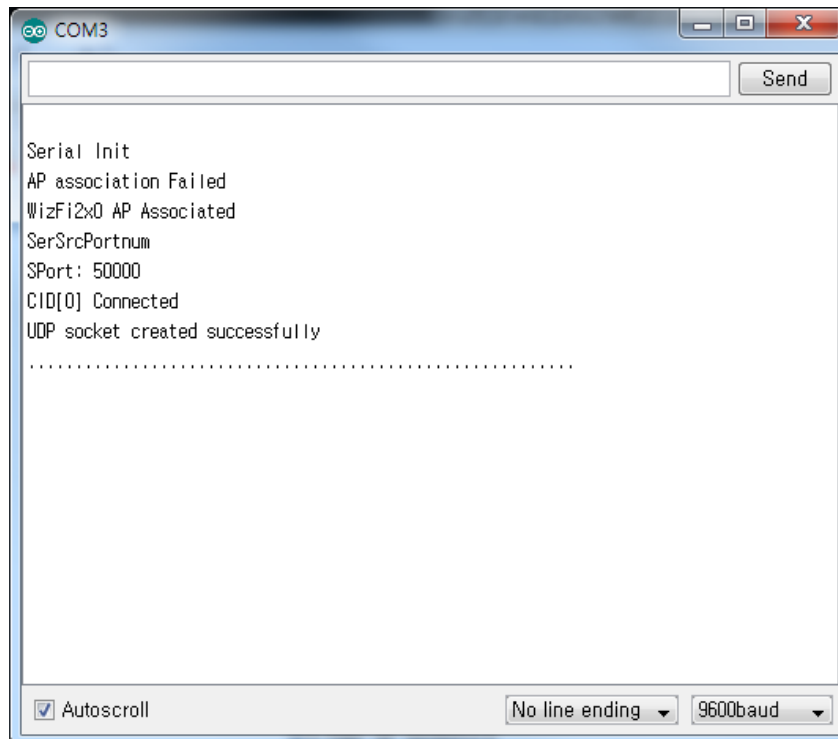 COM3
Send
Serial Init
AP association Failed
WizFi2x0 AP Associated
SerSrcPortnum
SPort: 50000
CID[0] Connected
UDP socket created successfully
..........................................................
Autoscroll
No line ending
9600baud